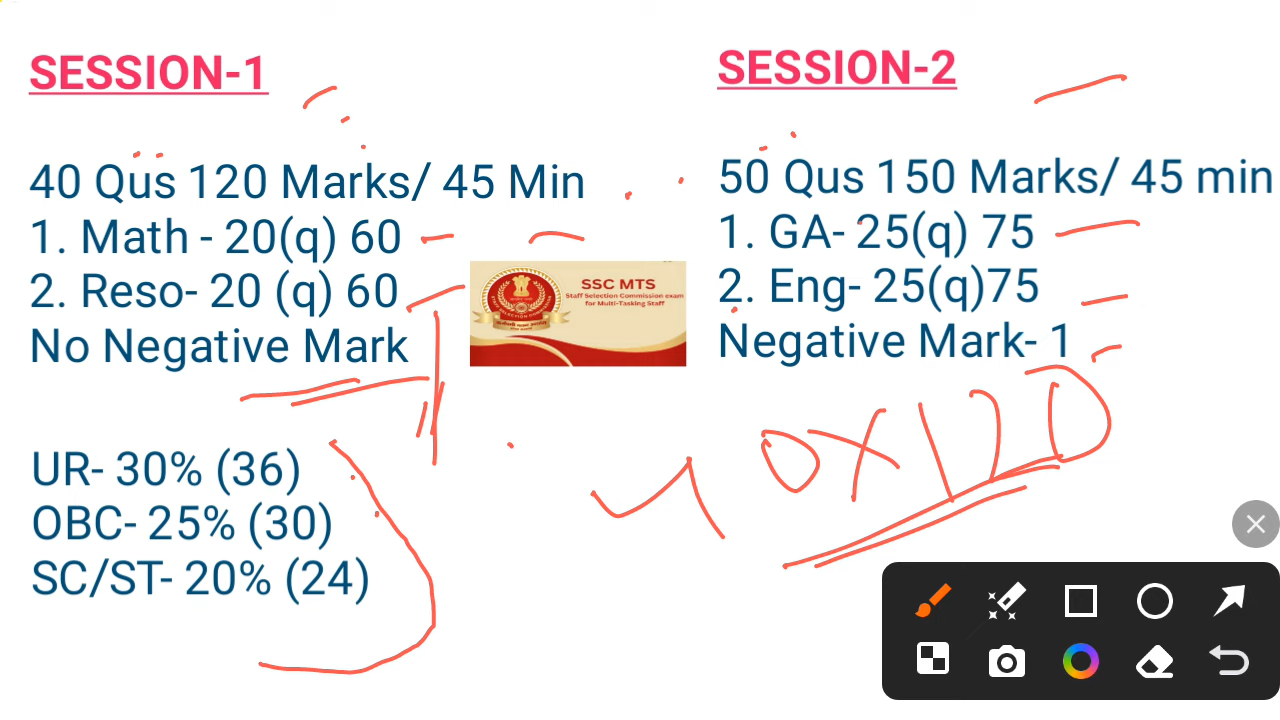 SESSION-1
40 Qus 120 Marks/ 45 Min
1. Math - 20(q) 60
2. Reso- 20 (q) 60
No Negative Mark
UR- 30% (36)
OBC- 25% (30)
SC/ST- 20% (24)
SSC MTS
Staff Selection Commission exam
for Multi-Tasking Staff
SESSION-2
50 Qus 150 Marks/ 45 min
1. GA- 25(q) 75
2. Eng- 25(q)75
Negative Mark- 1
40X120